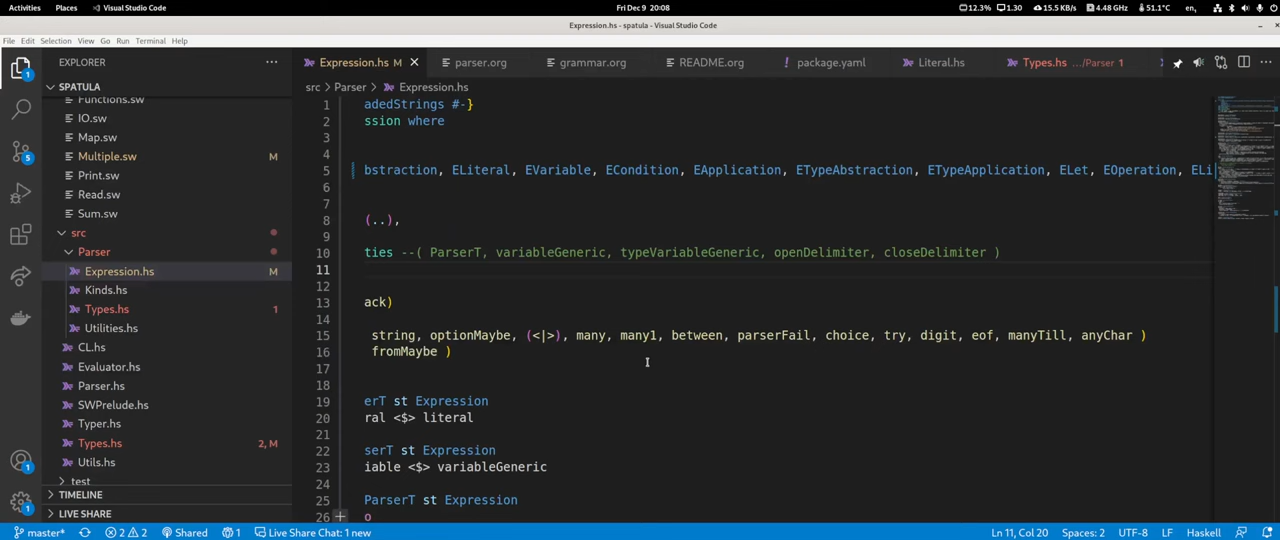 Activities Places Visual Studio Code Fri Dec 9 20:08 12.3% 1.30 15.5 KB/s 4.48 GHz 51.1°C en1
Expression.hs - spatula - Visual Studio Code
File Edit Selection View Go Run Terminal Help
EXPLORER
SPATULA
Functions.sw
IO.sw
Map.sw
Multiple.sw M
Print.sw
Read.sw
Sum.sw
src
Parser
Expression.hs M
Kinds.hs
Types.hs 1
Utilities.hs
CL.hs
Evaluator.hs
Parser.hs
SWPrelude.hs
Typer.hs
Types.hs 2, M
Utils.hs
test
TIMELINE
LIVE SHARE
1
5
1
1
Expression.hs M parser.org grammar.org README.org package.yaml Literal.hs Types.hs .../Parser 1
src > Parser > Expression.hs
1 adedStrings #-}
2 ssion where
3
4
5 bstraction, ELiteral, EVariable, ECondition, EApplication, ETypeAbstraction, ETypeApplication, ELet, EOperation, ELi
6
7
8 (..),
9
10 ties --( ParserT, variableGeneric, typeVariableGeneric, openDelimiter, closeDelimiter )
11
12
13 ack)
14
15 string, optionMaybe, (<|>), many, many1, between, parserFail, choice, try, digit, eof, manyTill, anyChar )
16 fromMaybe )
17
18
19 erT st Expression
20 ral <$> literal
21
22 serT st Expression
23 iable <$> variableGeneric
24
25 ParserT st Expression
26 o
master* 2 2 Shared 1 Live Share Chat: 1 new Ln 11, Col 20 Spaces: 2 UTF-8 LF Haskell